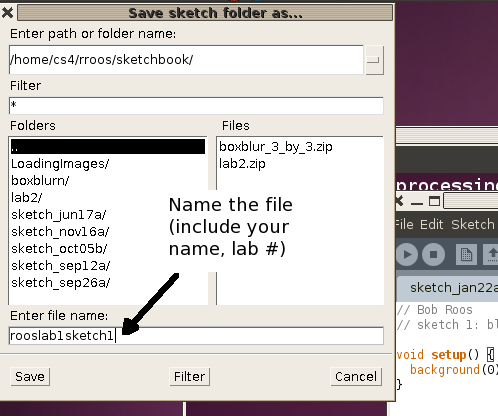 Save sketch folder as...
Enter path or folder name:
/home/cs4/rroos/sketchbook/
Filter
*
Folders
..
LoadingImages/
boxblurn/
lab2/
sketch_jun17a/
sketch_nov16a/
sketch_oct05b/
sketch_sep12a/
sketch_sep26a/
Files
boxblur_3_by_3.zip
lab2.zip
Name the file
(include your
name, lab #)
Enter file name:
rooslab1sketch1
Save
Filter
Cancel
processing
File Edit Sketch
sketch_jan22a
// Bob Roos
// sketch 1: bl
void setup() {
background(0)
}